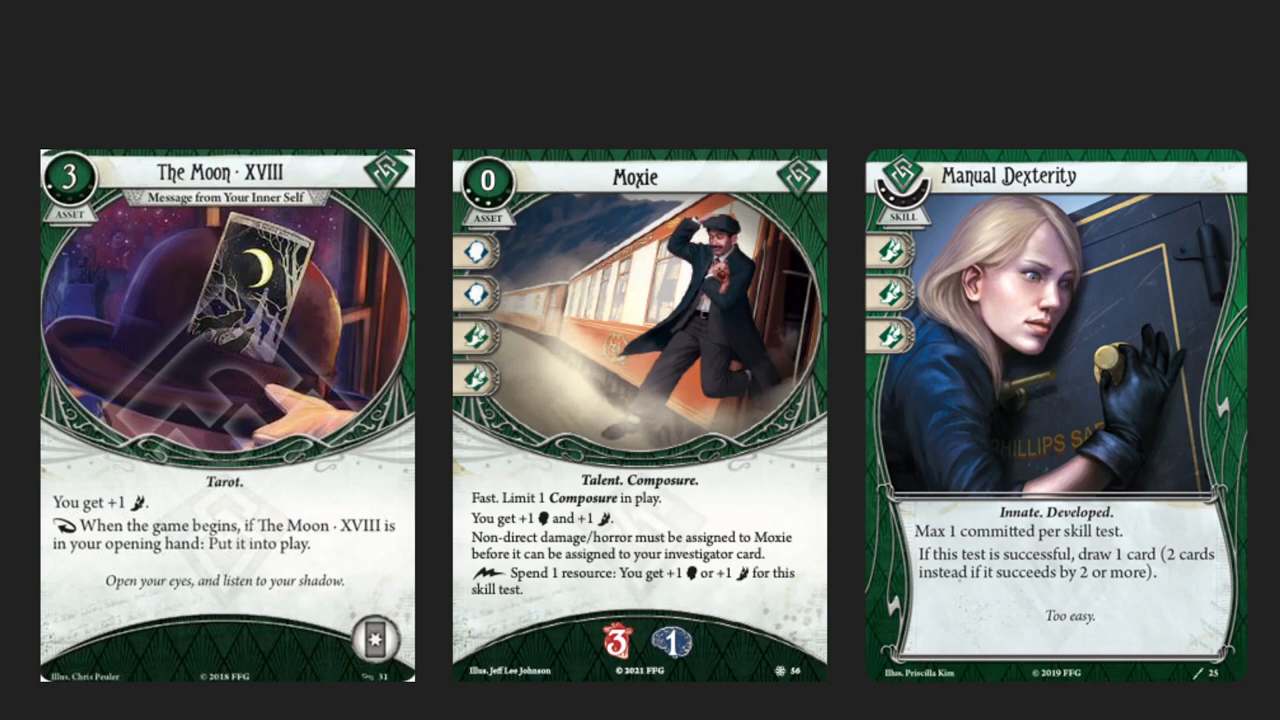 3
The Moon · XVIII
ASSET
Message from Your Inner Self
Tarot.
You get +1 .
When the game begins, if The Moon · XVIII is
in your opening hand: Put it into play.
Open your eyes, and listen to your shadow.
Illus. Chris Peuler © 2018 FFG 31
0
Moxie
ASSET
Talent. Composure.
Fast. Limit 1 Composure in play.
You get +1 and +1 .
Non-direct damage/horror must be assigned to Moxie
before it can be assigned to your investigator card.
Spend 1 resource: You get +1 or +1 for this
skill test.
3 1
Illus. Jeff Lee Johnson © 2021 FFG 56
Manual Dexterity
SKILL
PHILLIPS SAF
Innate. Developed.
Max 1 committed per skill test.
If this test is successful, draw 1 card (2 cards
instead if it succeeds by 2 or more).
Too easy.
Illus. Priscilla Kim © 2019 FFG 25